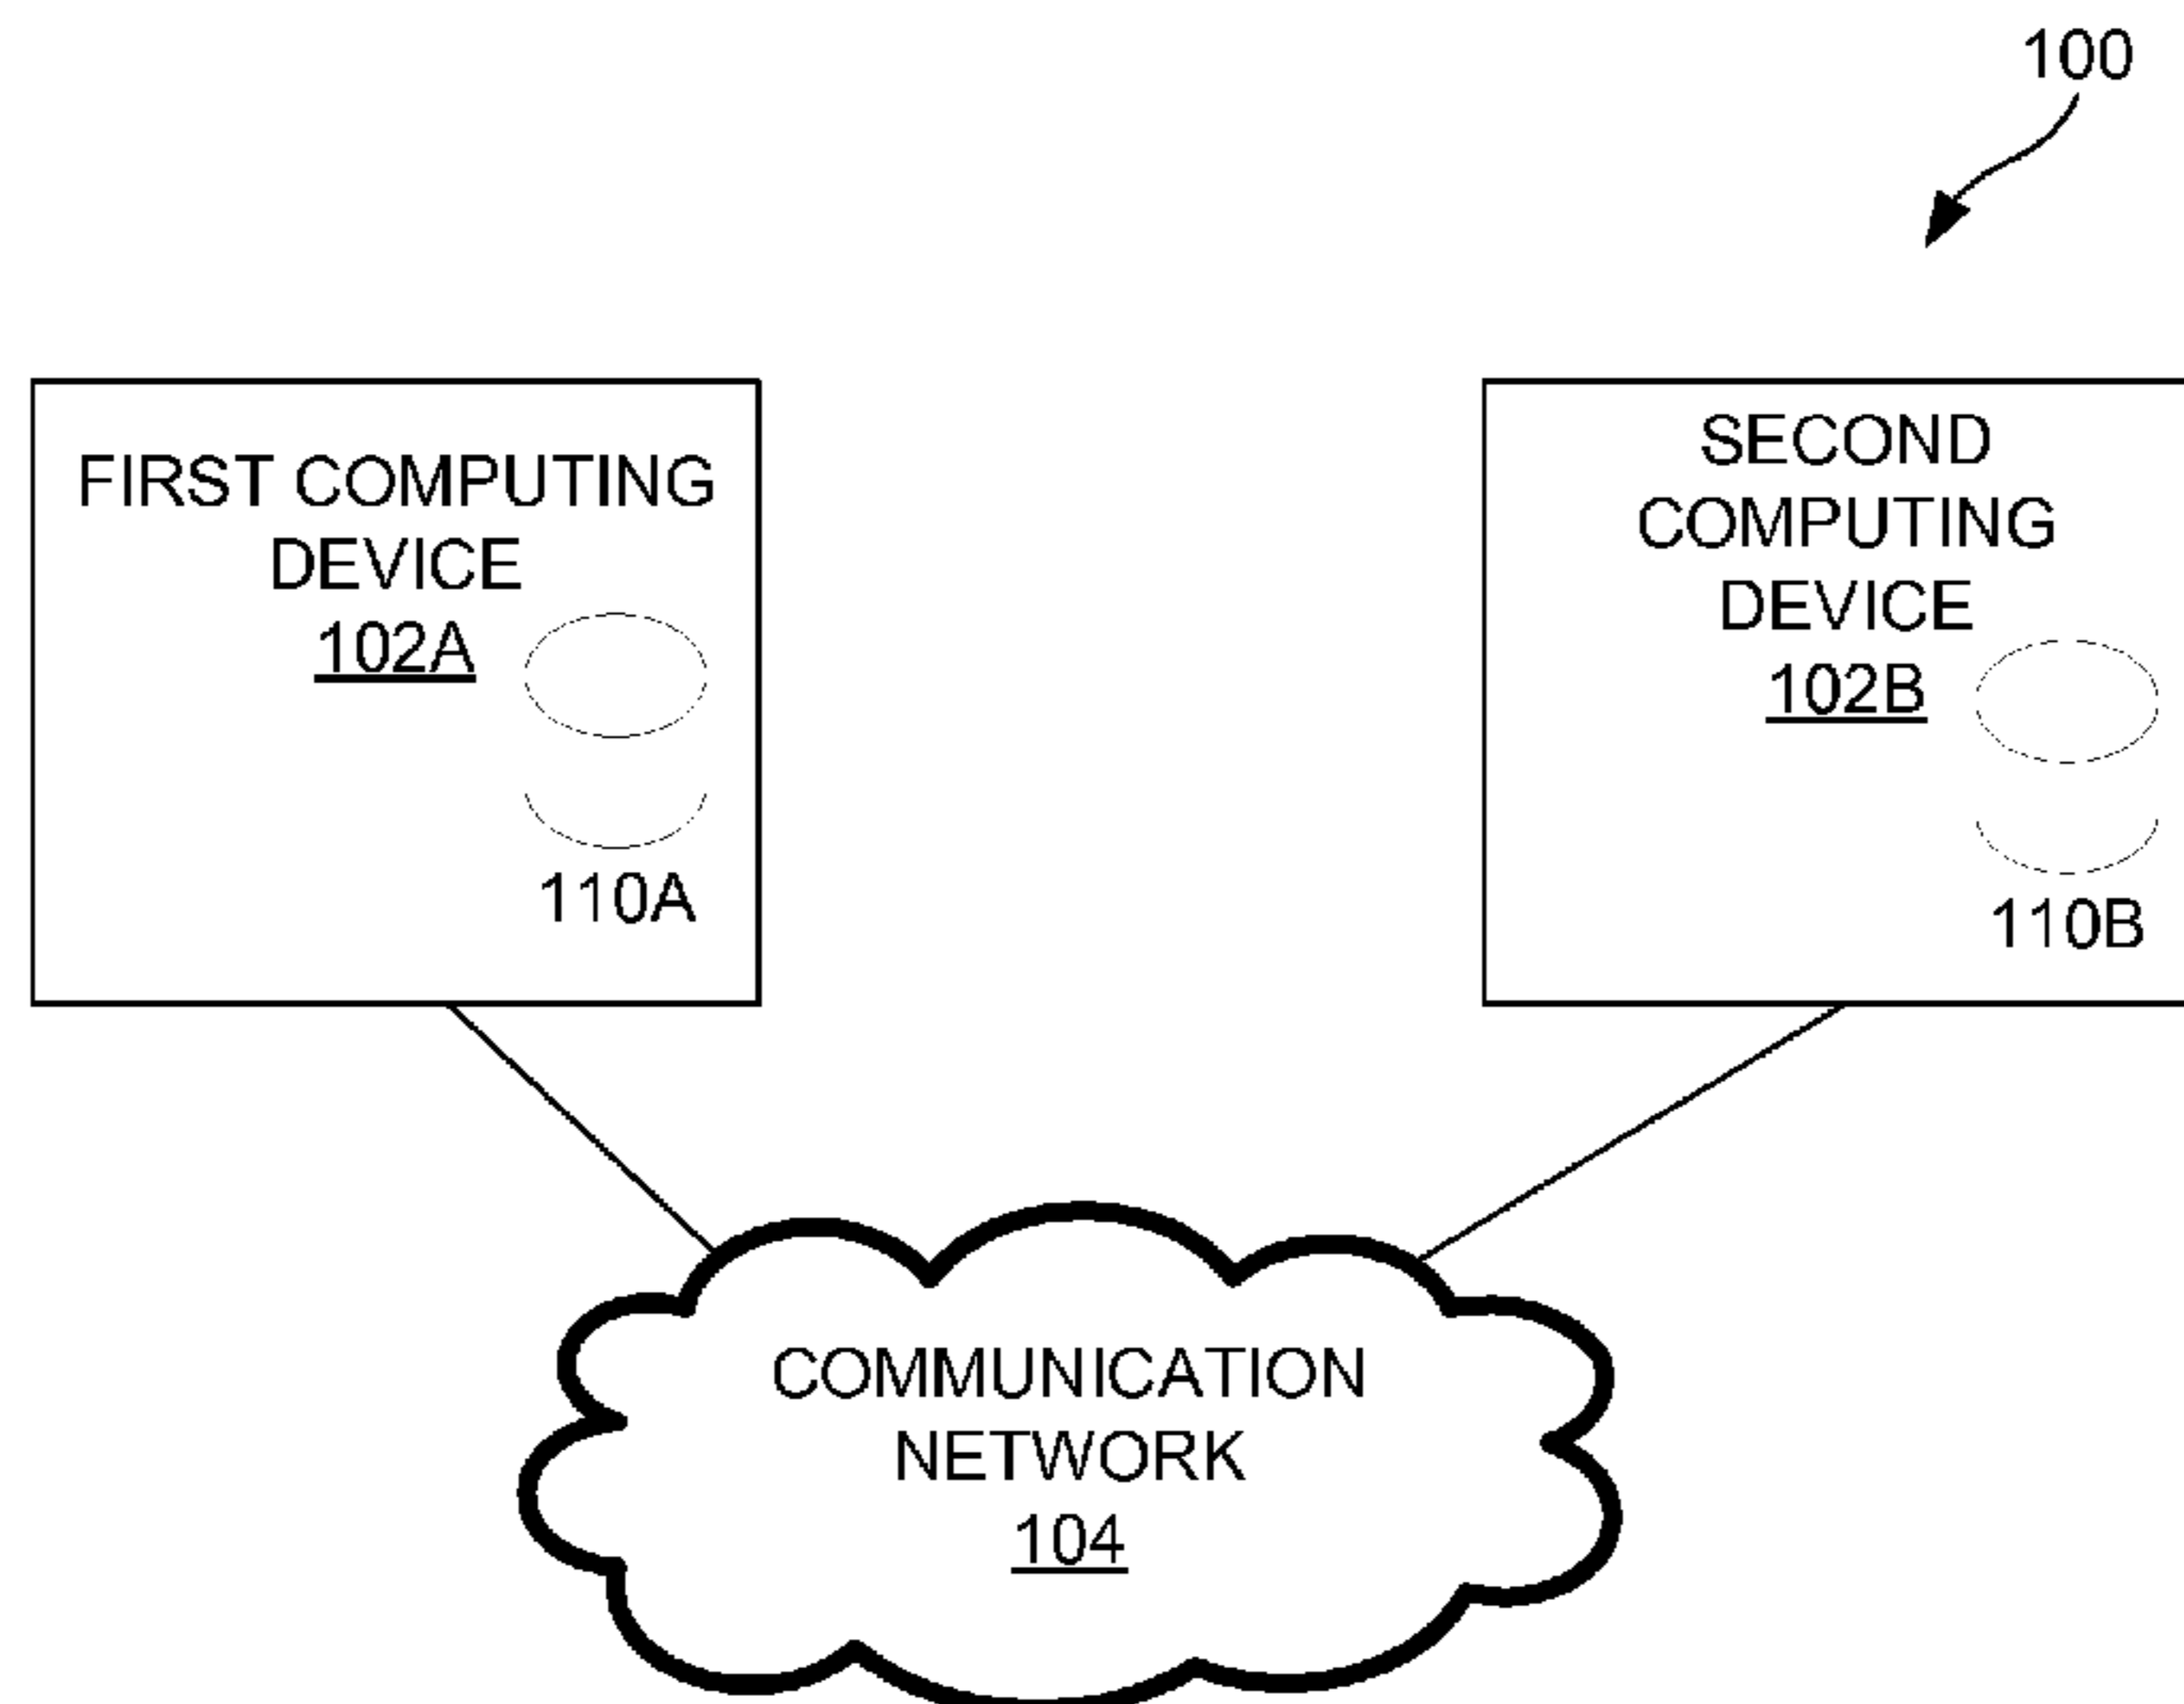 100
FIRST COMPUTING
DEVICE
102A
110A
SECOND
COMPUTING
DEVICE
102B
110B
COMMUNICATION
NETWORK
104